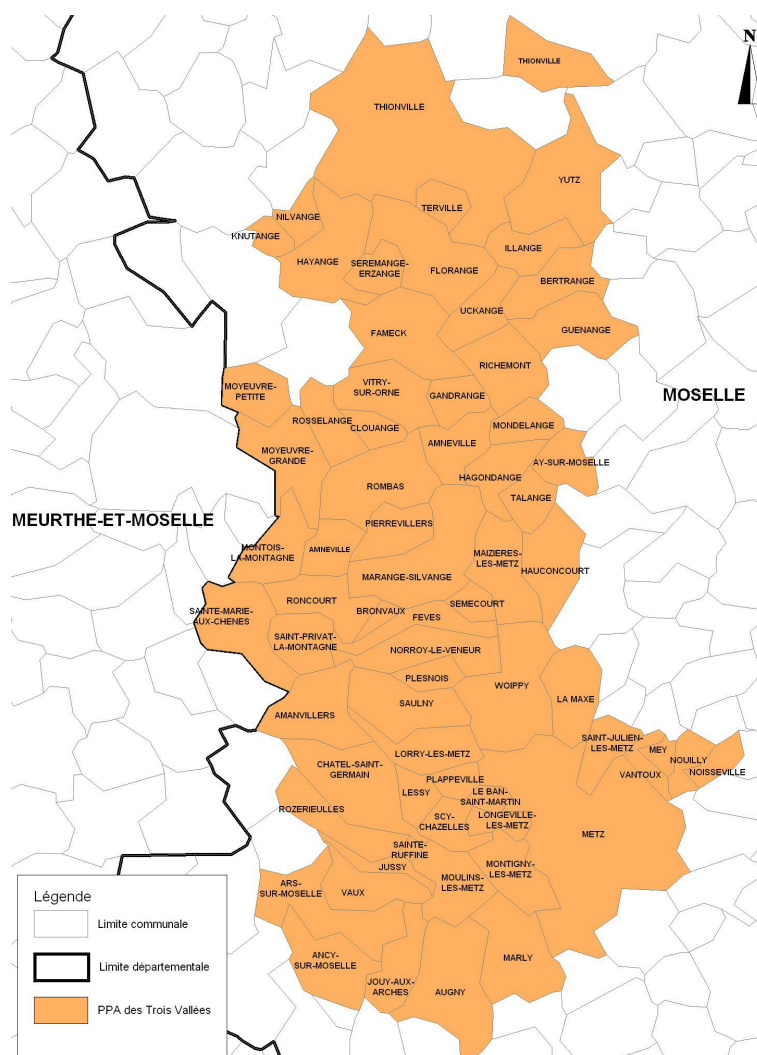 N
THIONVILLE
THIONVILLE
YUTZ
TERVILLE
NILVANGE
KNUTANGE
ILLANGE
HAYANGE
SEREMANGE-
ERZANGE
FLORANGE
BERTRANGE
UCKANGE
GUENANGE
FAMECK
RICHEMONT
MOYEUVRE-
PETITE
VITRY-
SUR-ORNE
GANDRANGE
MOSELLE
ROSSELANGE
CLOUANGE
MONDELANGE
AMNEVILLE
MOYEUVRE-
GRANDE
AY-SUR-MOSELLE
HAGONDANGE
ROMBAS
TALANGE
MEURTHE-ET-MOSELLE
PIERREVILLERS
MONTOIS-
LA-MONTAGNE
AMNEVILLE
MAIZIERES-
LES-METZ
HAUCONCOURT
MARANGE-SILVANGE
RONCOURT
SAINTE-MARIE-
AUX-CHENES
BRONVAUX
SEMECOURT
FEVES
SAINT-PRIVAT-
LA-MONTAGNE
NORROY-LE-VENEUR
PLESNOIS
WOIPPY
LA MAXE
SAULNY
AMANVILLERS
SAINT-JULIEN-
LES-METZ
MEY
NOUILLY
NOISSEVILLE
VANTOUX
LORRY-LES-METZ
CHATEL-SAINT-
GERMAIN
PLAPPEVILLE
LESSY
LE BAN-
SAINT-MARTIN
ROZERIEULLES
SCY-
CHAZELLES
LONGEVILLE-
LES-METZ
METZ
SAINTE-
RUFFINE
JUSSY
MOULINS-
LES-METZ
MONTIGNY-
LES-METZ
ARS-
SUR-MOSELLE
VAUX
ANCY-
SUR-MOSELLE
MARLY
JOUY-AUX-
ARCHES
AUGNY
Légende
Limite communale
Limite départementale
PPA des Trois Vallées